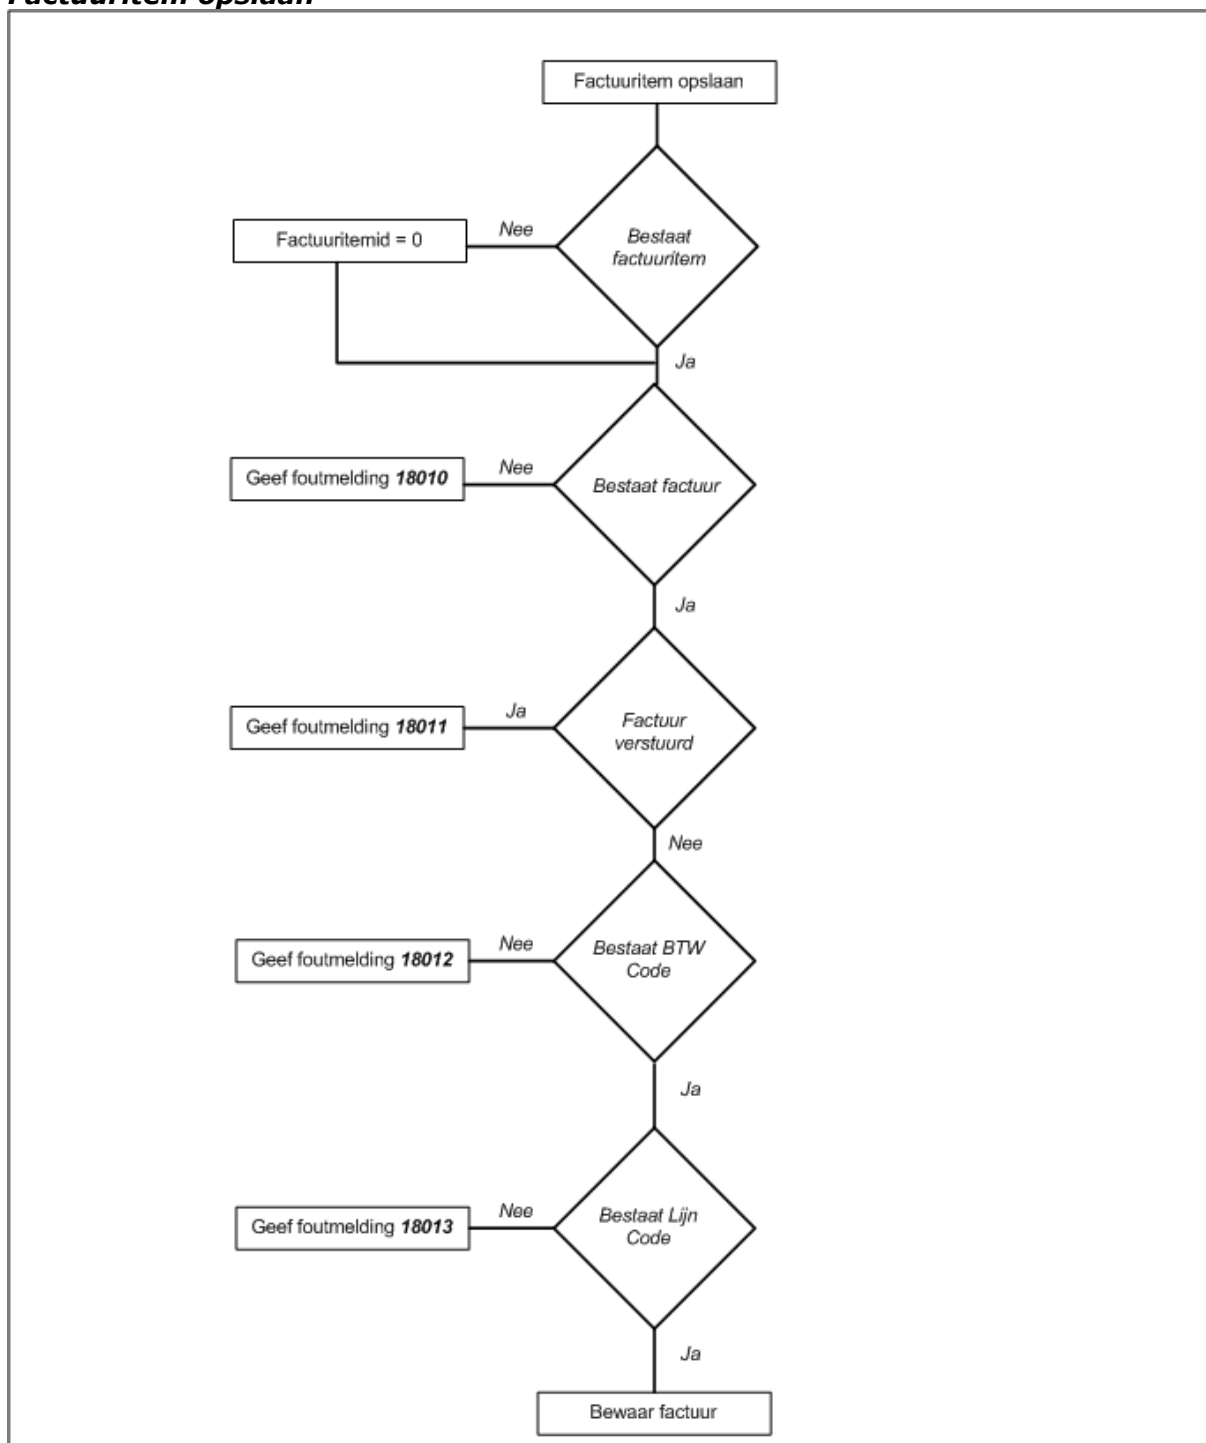 Factuuritem opslaan
Factuuritem opslaan
Nee
Factuuritemid = 0
Bestaat
factuuritem
Ja
Nee
Geef foutmelding 18010
Bestaat factuur
Ja
Ja
Geef foutmelding 18011
Factuur
verstuurd
Nee
Nee
Geef foutmelding 18012
Bestaat BTW
Code
Ja
Nee
Geef foutmelding 18013
Bestaat Lijn
Code
Ja
Bewaar factuur